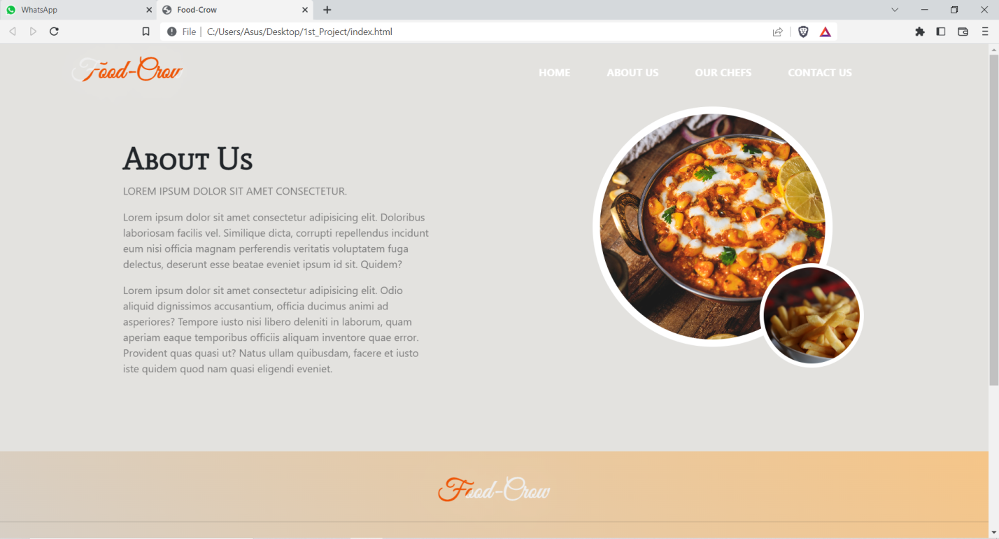 WhatsApp
Food-Crow
File | C:/Users/Asus/Desktop/1st_Project/index.html
Food-Crow
HOME ABOUT US OUR CHEFS CONTACT US
About Us
LOREM IPSUM DOLOR SIT AMET CONSECTETUR.
Lorem ipsum dolor sit amet consectetur adipisicing elit. Doloribus
laboriosam facilis vel. Similique dicta, corrupti repellendus incidunt
eum nisi officia magnam perferendis veritatis voluptatem fuga
delectus, deserunt esse beatae eveniet ipsum id sit. Quidem?
Lorem ipsum dolor sit amet consectetur adipisicing elit. Odio
aliquid dignissimos accusantium, officia ducimus animi ad
asperiores? Tempore iusto nisi libero deleniti in laborum, quam
aperiam eaque temporibus officiis aliquam inventore quae error.
Provident quas quasi ut? Natus ullam quibusdam, facere et iusto
iste quidem quod nam quasi eligendi eveniet.
Food-Crow